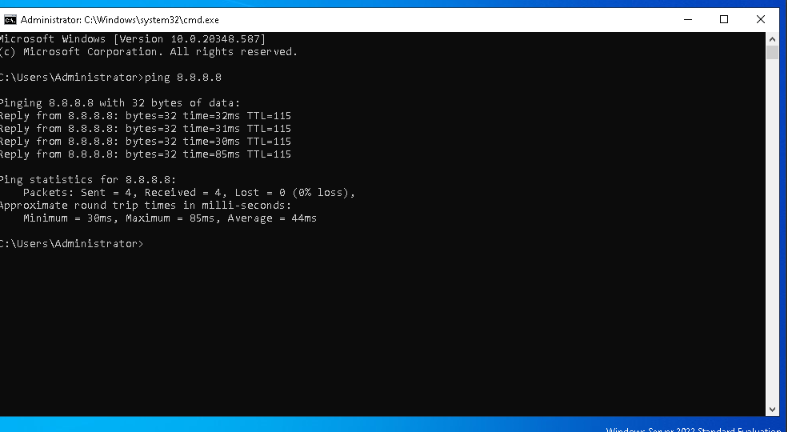 Administrator: C:\Windows\system32\cmd.exe
Microsoft Windows [Version 10.0.20348.587]
(c) Microsoft Corporation. All rights reserved.
C:\Users\Administrator>ping 8.8.8.8
Pinging 8.8.8.8 with 32 bytes of data:
Reply from 8.8.8.8: bytes=32 time=32ms TTL=115
Reply from 8.8.8.8: bytes=32 time=31ms TTL=115
Reply from 8.8.8.8: bytes=32 time=30ms TTL=115
Reply from 8.8.8.8: bytes=32 time=85ms TTL=115
Ping statistics for 8.8.8.8:
    Packets: Sent = 4, Received = 4, Lost = 0 (0% loss),
Approximate round trip times in milli-seconds:
    Minimum = 30ms, Maximum = 85ms, Average = 44ms
C:\Users\Administrator>
Windows Server 2022 Standard Evaluation